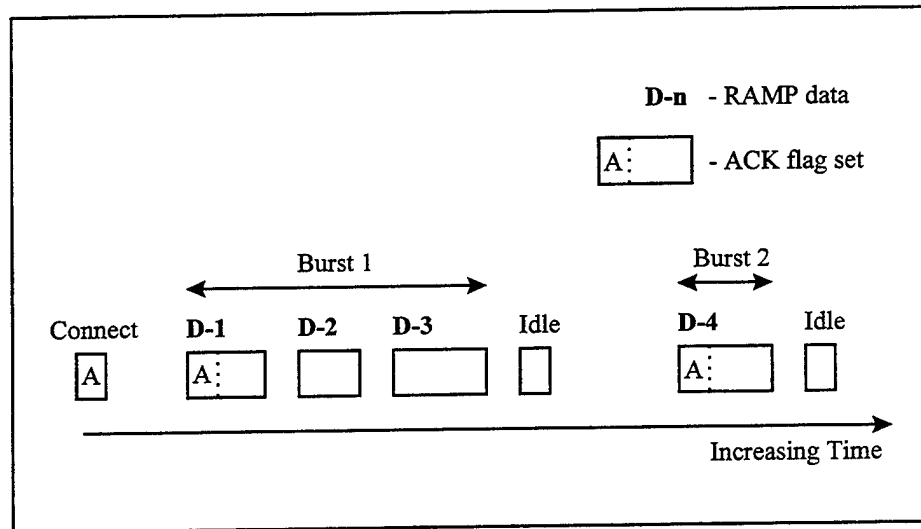 D-n - RAMP data
A - ACK flag set
Burst 1 Burst 2
Connect D-1 D-2 D-3 Idle D-4 Idle
A A A
Increasing Time